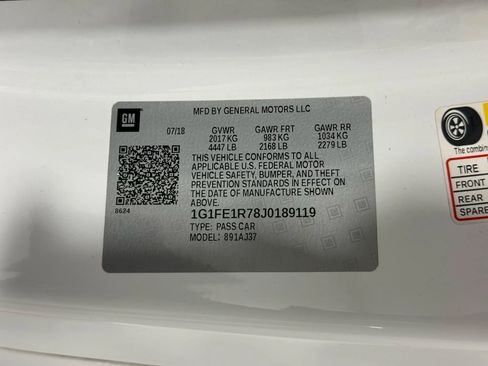 GM
MFD BY GENERAL MOTORS LLC
07/18 GVWR GAWR FRT GAWR RR
2017 KG 983 KG 1034 KG
4447 LB 2168 LB 2279 LB
THIS VEHICLE CONFORMS TO ALL
APPLICABLE U.S. FEDERAL MOTOR
VEHICLE SAFETY, BUMPER, AND THEFT
PREVENTION STANDARDS IN EFFECT ON
THE DATE OF MANUFACTURE SHOWN
ABOVE.
8624
1G1FE1R78J0189119
TYPE: PASS CAR
MODEL: 891AJ37
The combin
TIRE
FRONT
REAR
SPARE